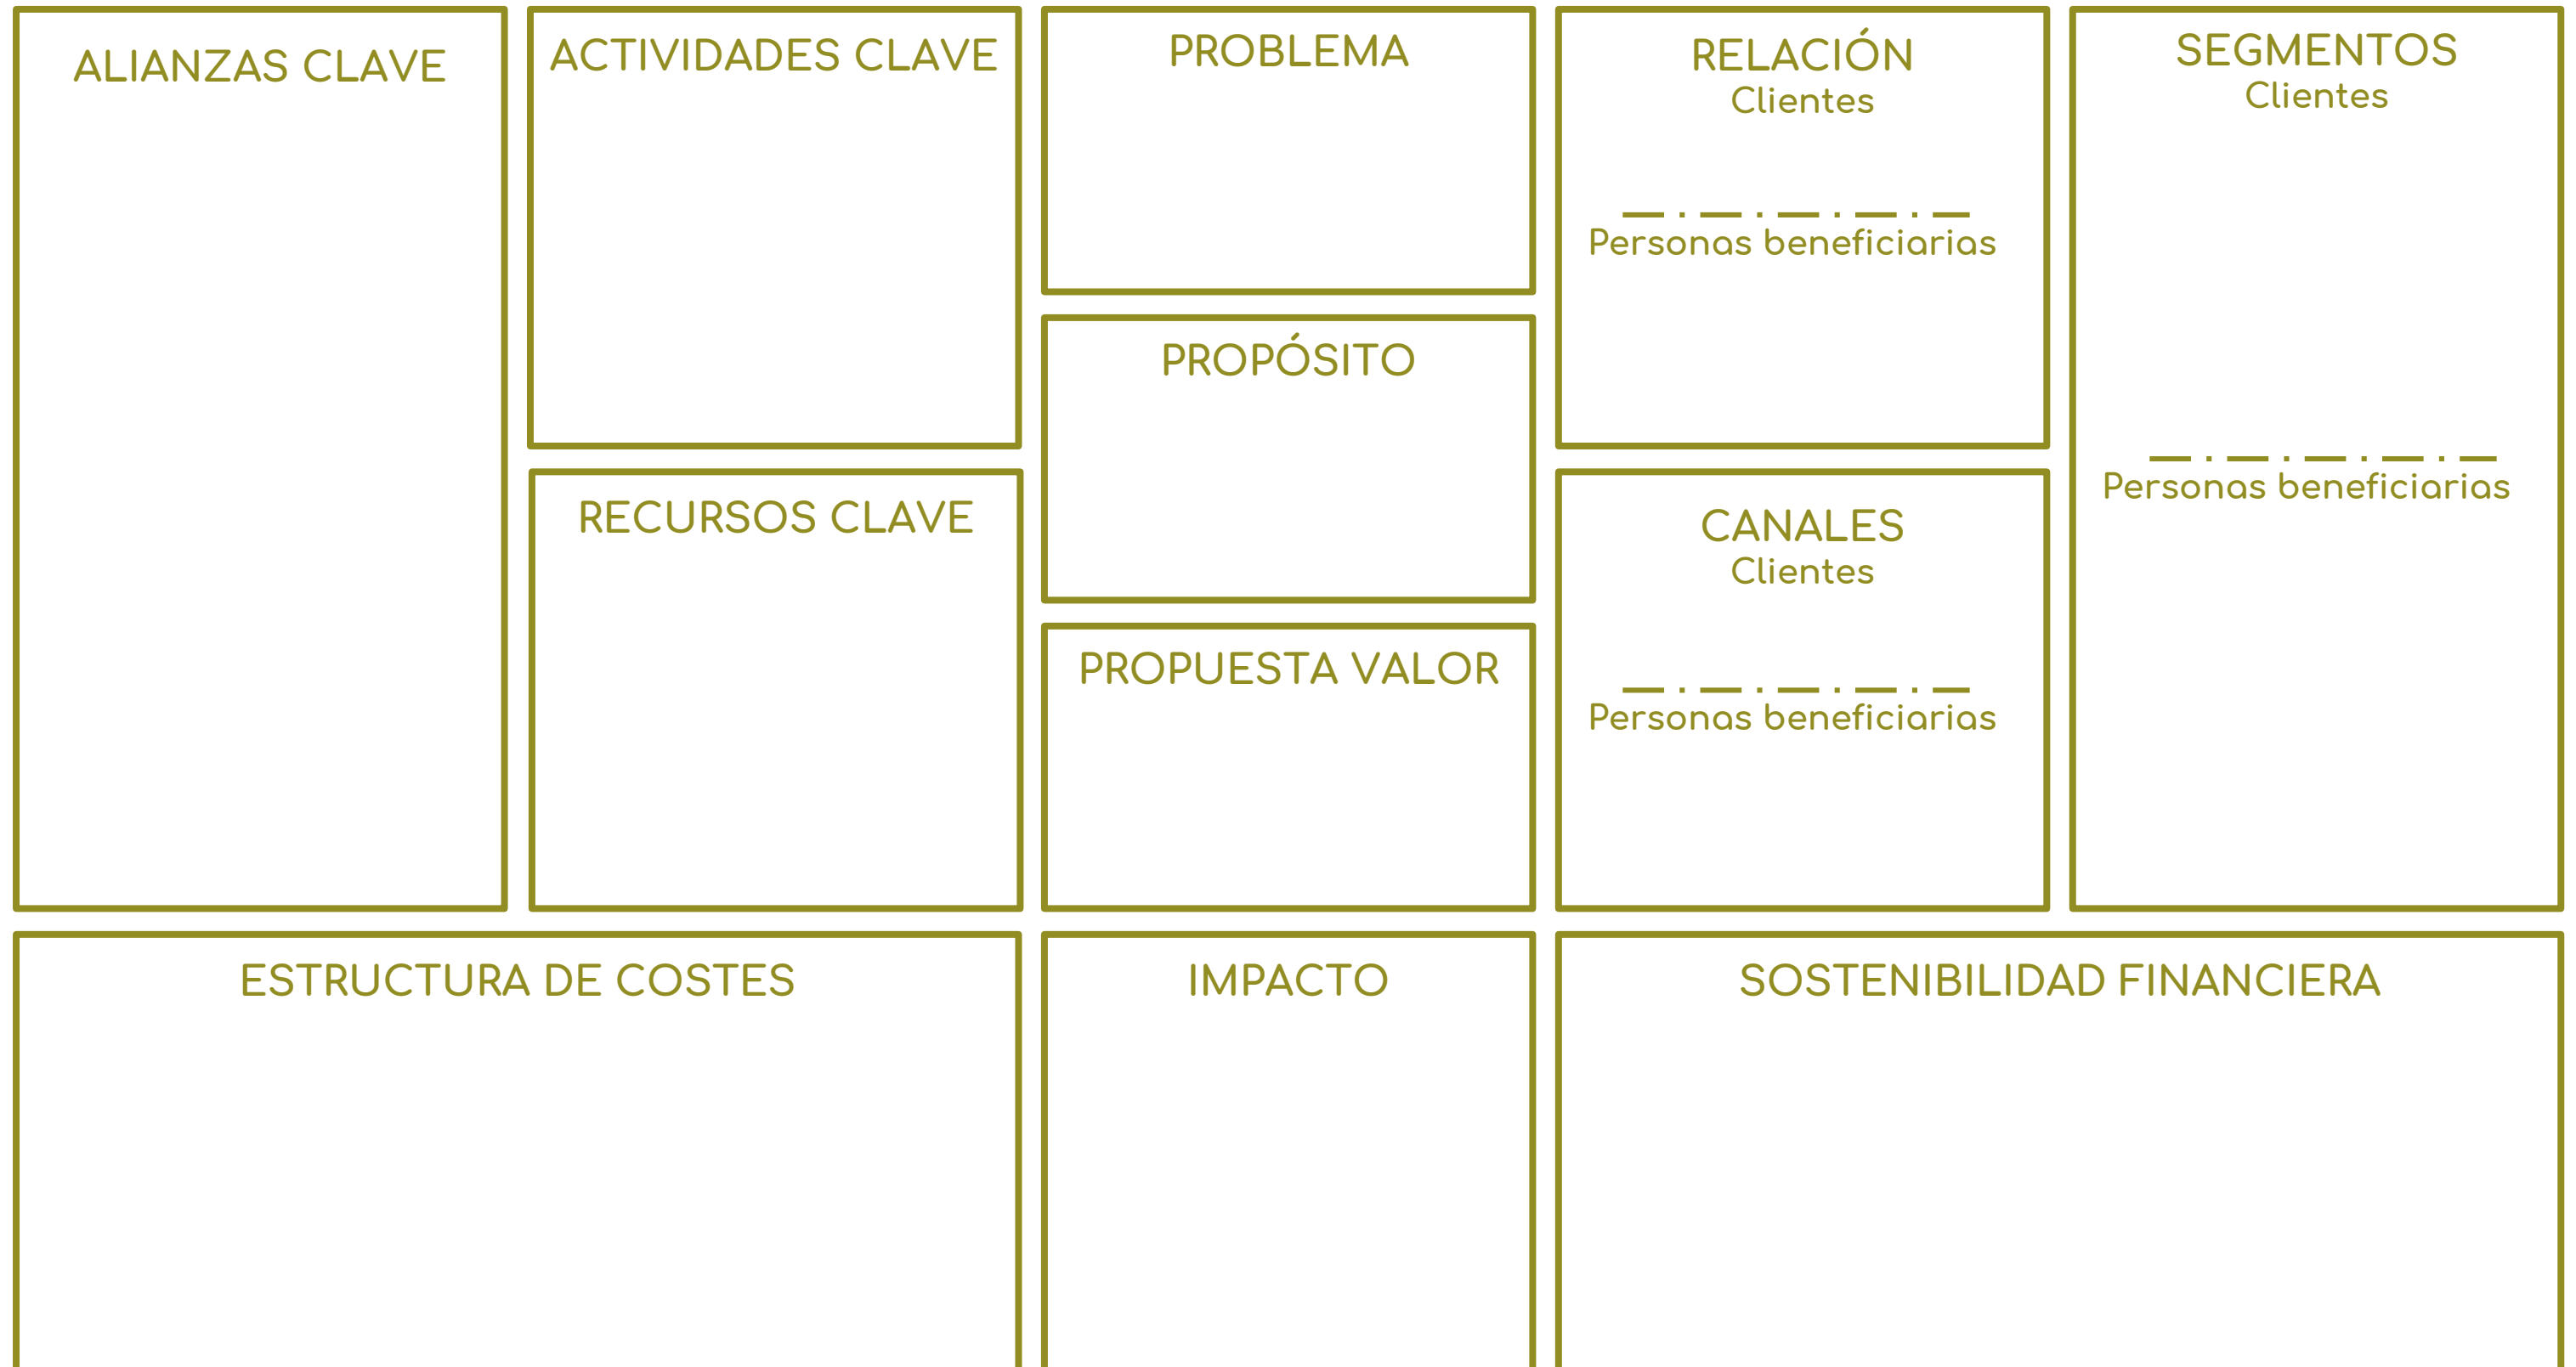 ALIANZAS CLAVE
ACTIVIDADES CLAVE
RECURSOS CLAVE
PROBLEMA
PROPÓSITO
PROPUESTA VALOR
RELACIÓN
Clientes
Personas beneficiarias
CANALES
Clientes
Personas beneficiarias
SEGMENTOS
Clientes
Personas beneficiarias
ESTRUCTURA DE COSTES
IMPACTO
SOSTENIBILIDAD FINANCIERA